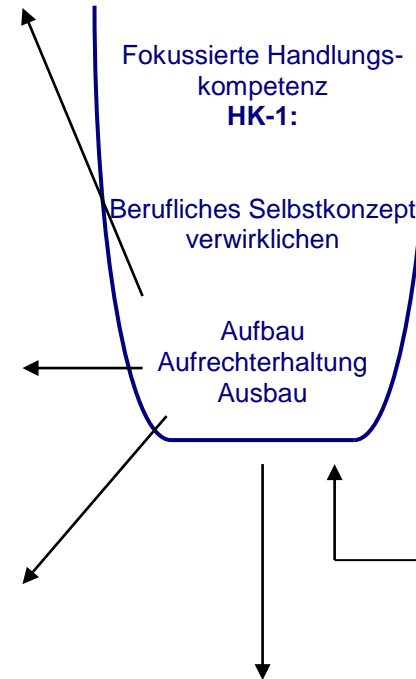 Fokussierte Handlungs-
kompetenz
HK-1:
Berufliches Selbstkonzept
verwirklichen
Aufbau
Aufrechterhaltung
Ausbau